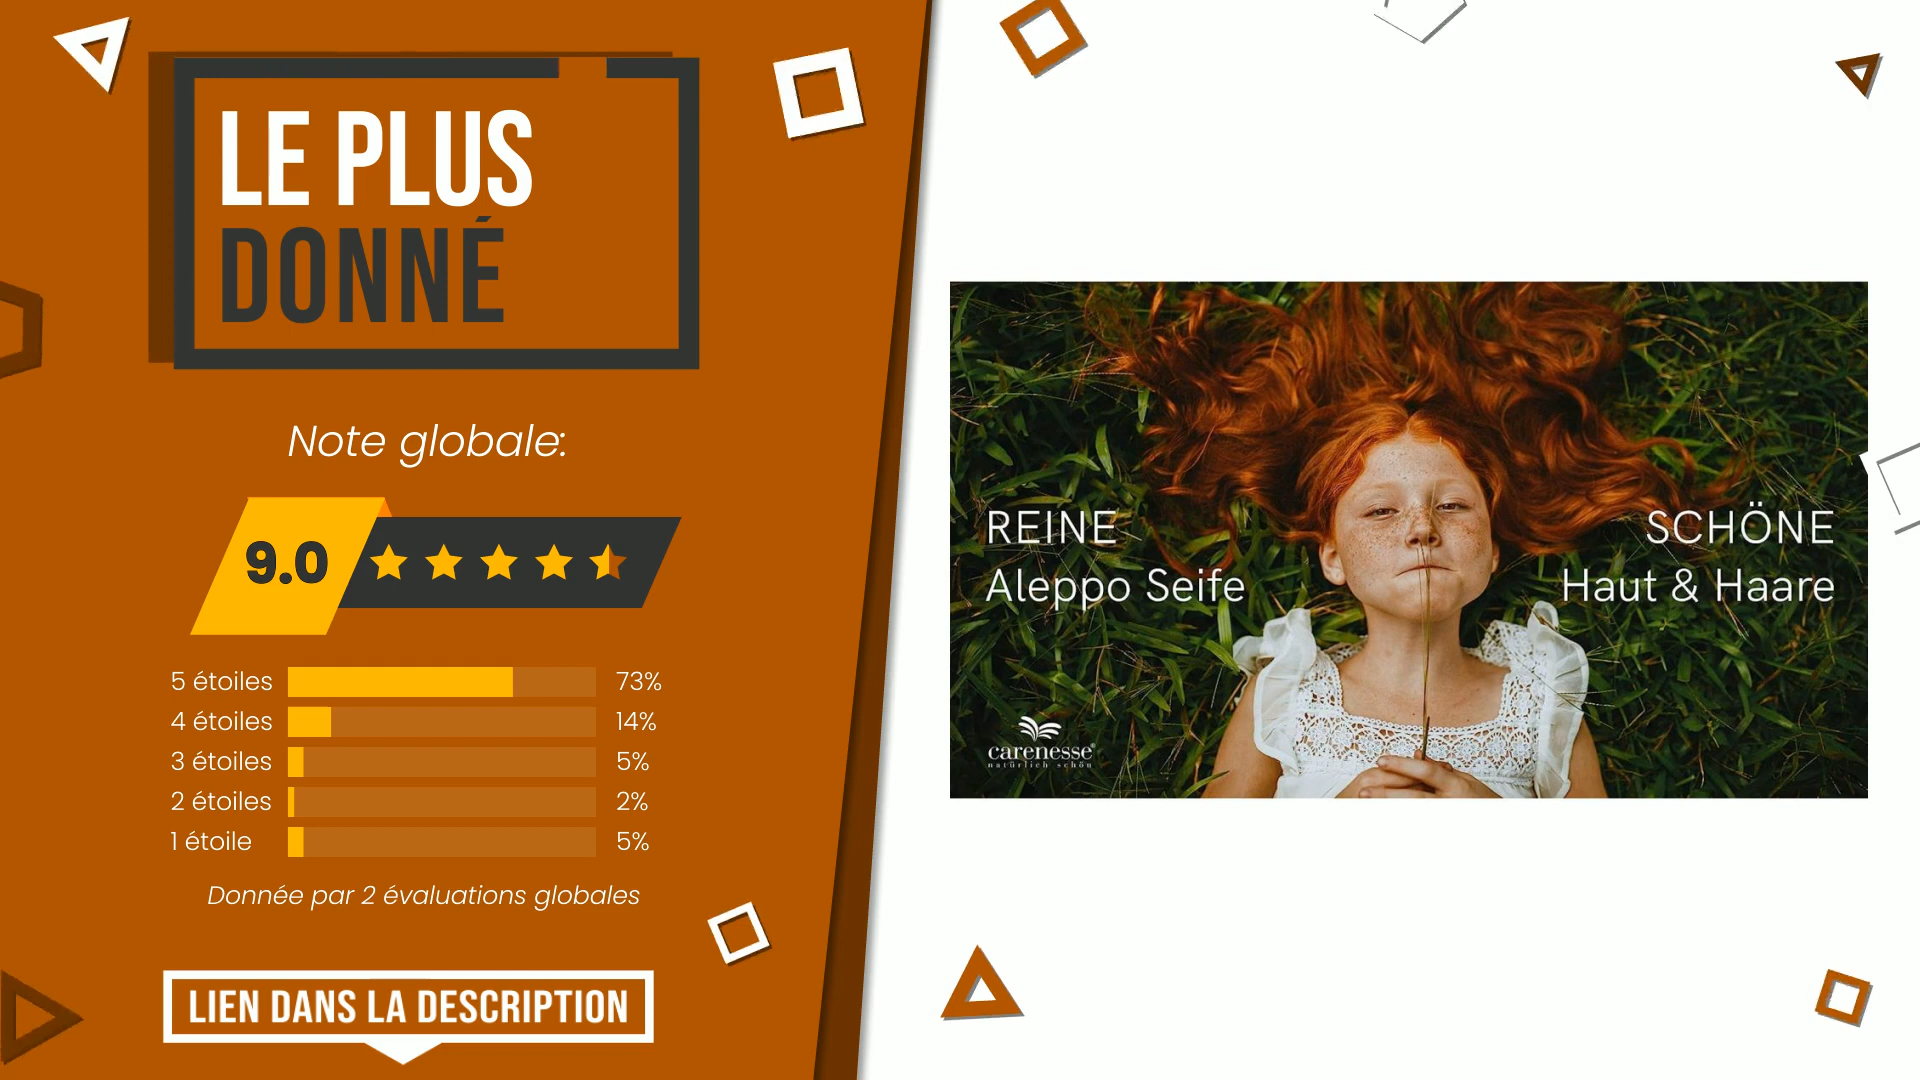 LE PLUS
DONNÉ
Note globale:
9.0
5 étoiles 73%
4 étoiles 14%
3 étoiles 5%
2 étoiles 2%
1 étoile 5%
Donnée par 2 évaluations globales
LIEN DANS LA DESCRIPTION
REINE
Aleppo Seife
SCHÖNE
Haut & Haare
carenesse®
natürlich schön